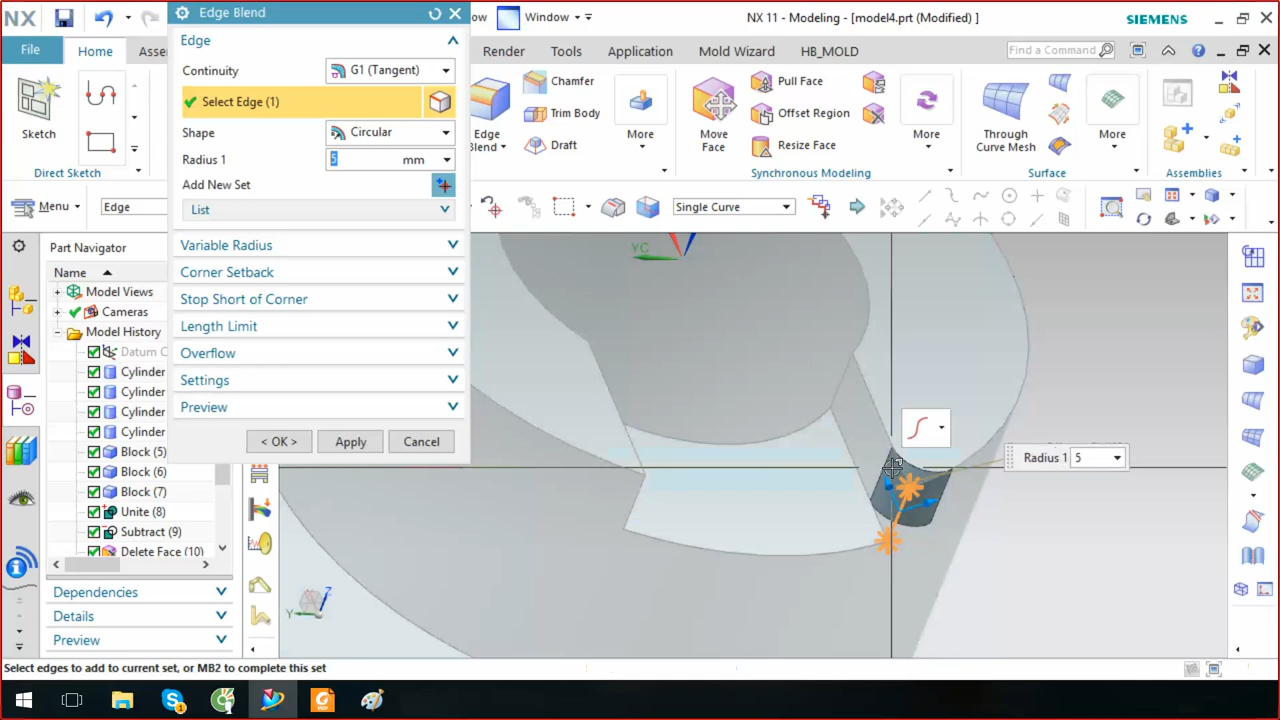 NX
Edge Blend
ow
Window
NX 11 - Modeling - [model4.prt (Modified) ]
SIEMENS
File
Home
Asse
Render
Tools
Application
Mold Wizard
HB_MOLD
Find a Command
Edge
Continuity
G1 (Tangent)
Select Edge (1)
Shape
Circular
Radius 1
5
mm
Add New Set
List
Variable Radius
Corner Setback
Stop Short of Corner
Length Limit
Overflow
Settings
Preview
< OK >
Apply
Cancel
Sketch
Direct Sketch
Edge
Blend
Chamfer
Trim Body
Draft
More
Move
Face
Pull Face
Offset Region
Resize Face
More
Synchronous Modeling
Through
Curve Mesh
More
Surface
Assemblies
Menu
Edge
Single Curve
Part Navigator
Name
Model Views
Cameras
Model History
Datum C
Cylinder
Cylinder
Cylinder
Cylinder
Block (5)
Block (6)
Block (7)
Unite (8)
Subtract (9)
Delete Face (10)
Dependencies
Details
Preview
YC
Radius 1
5
Z
Y
Select edges to add to current set, or MB2 to complete this set